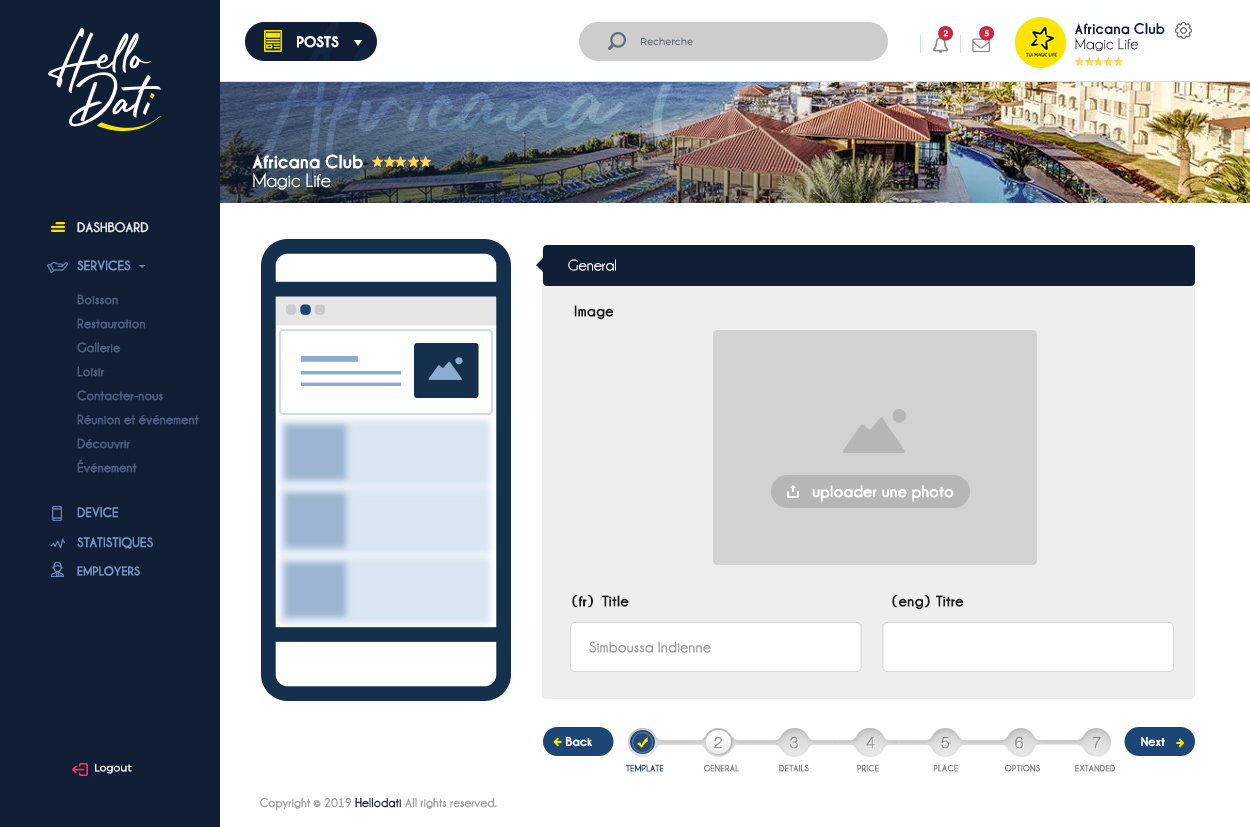 Hello
Dati
POSTS
Recherche
2
5
TUI MAGIC LIFE
Africana Club
Magic Life
Africana C
Africana Club
Magic Life
DASHBOARD
SERVICES
Boisson
Restauration
Gallerie
Loisir
Contacter-nous
Réunion et événement
Découvrir
Événement
DEVICE
STATISTIQUES
EMPLOYERS
Logout
General
Image
uploader une photo
(fr) Title
(eng) Titre
Simboussa Indienne
Back
2
3
4
5
6
7
Next
TEMPLATE
GENERAL
DETAILS
PRICE
PLACE
OPTIONS
EXTANDED
Copyright © 2019 Hellodati All rights reserved.